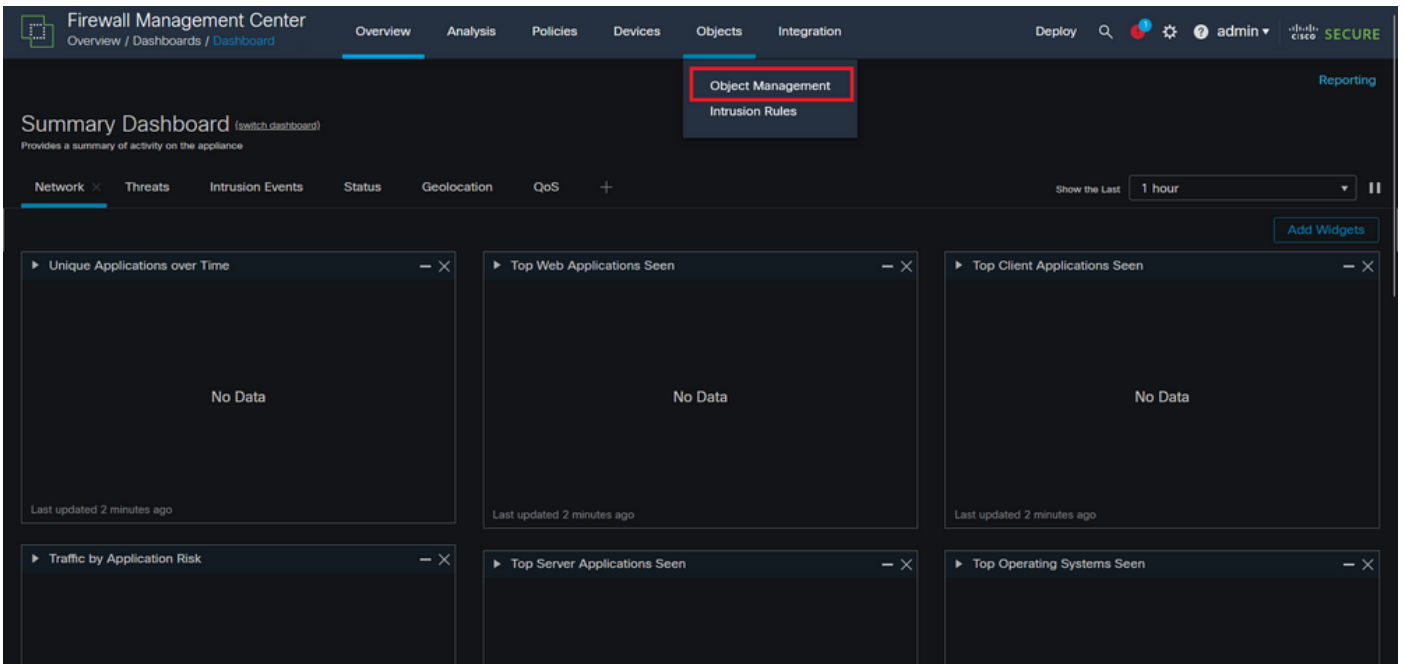 Firewall Management Center
Overview / Dashboards / Dashboard
Overview Analysis Policies Devices Objects Integration
Deploy 1 ? admin cisco SECURE
Object Management
Intrusion Rules
Reporting
Summary Dashboard (switch dashboard)
Provides a summary of activity on the appliance
Network Threats Intrusion Events Status Geolocation QoS
Show the Last 1 hour
Add Widgets
Unique Applications over Time
No Data
Last updated 2 minutes ago
Top Web Applications Seen
No Data
Last updated 2 minutes ago
Top Client Applications Seen
No Data
Last updated 2 minutes ago
Traffic by Application Risk
Top Server Applications Seen
Top Operating Systems Seen